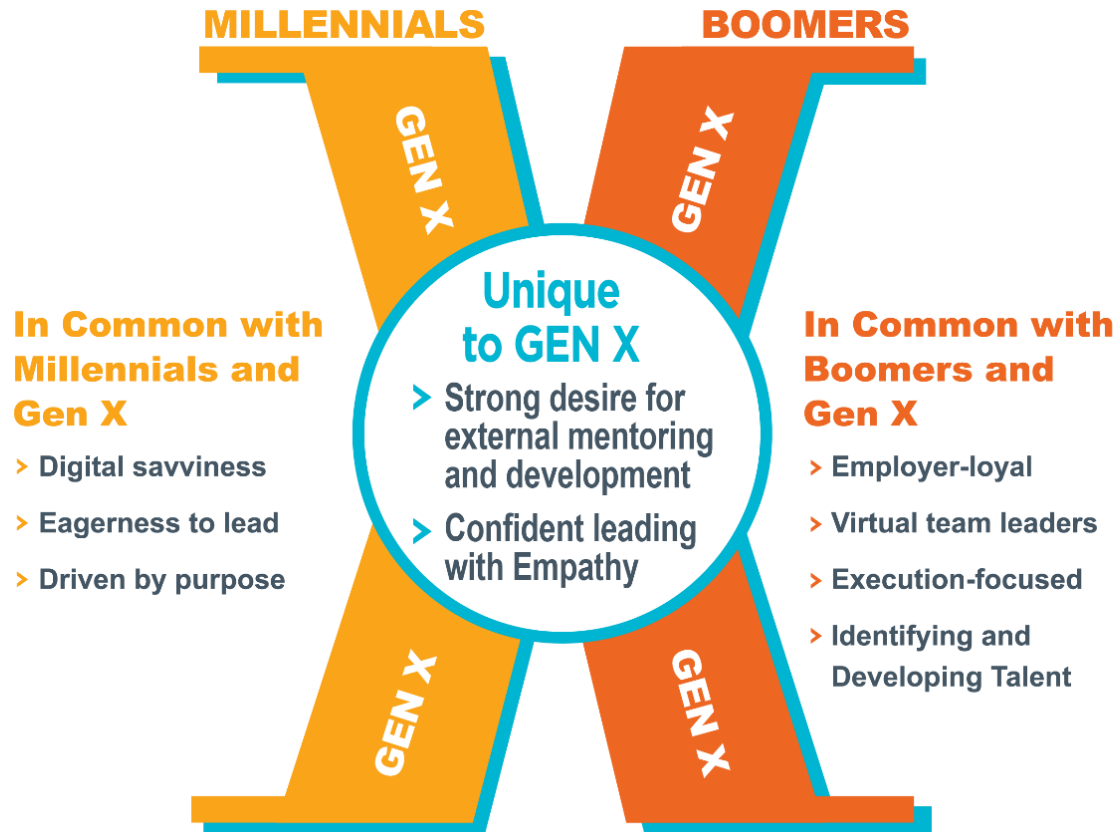 MILLENNIALS
BOOMERS
GEN X
GEN X
In Common with
Millennials and
Gen X
> Digital savviness
> Eagerness to lead
> Driven by purpose
Unique
to GEN X
> Strong desire for
external mentoring
and development
> Confident leading
with Empathy
In Common with
Boomers and
Gen X
> Employer-loyal
> Virtual team leaders
> Execution-focused
> Identifying and
Developing Talent
GEN X
GEN X